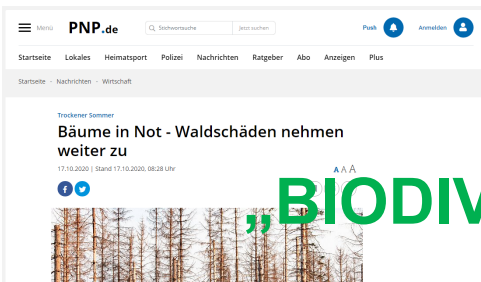 Menü
PNP.de
Stichwortsuche
Jetzt suchen
Push
Anmelden
Startseite Lokales Heimatsport Polizei Nachrichten Ratgeber Abo Anzeigen Plus
Startseite - Nachrichten - Wirtschaft
Trockener Sommer
Bäume in Not - Waldschäden nehmen
weiter zu
17.10.2020 | Stand 17.10.2020, 08:28 Uhr
A A A
„BIODIV